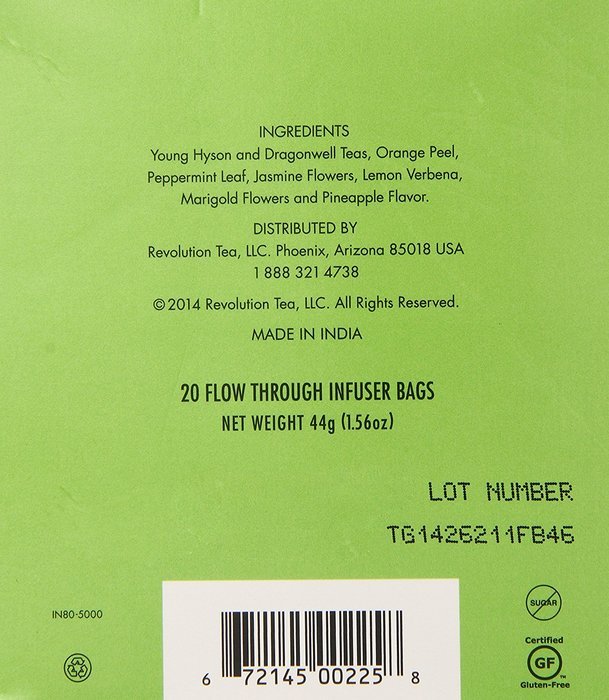 INGREDIENTS
Young Hyson and Dragonwell Teas, Orange Peel,
Peppermint Leaf, Jasmine Flowers, Lemon Verbena,
Marigold Flowers and Pineapple Flavor.
DISTRIBUTED BY
Revolution Tea, LLC. Phoenix, Arizona 85018 USA
1 888 321 4738
©2014 Revolution Tea, LLC. All Rights Reserved.
MADE IN INDIA
20 FLOW THROUGH INFUSER BAGS
NET WEIGHT 44g (1.56oz)
LOT NUMBER
TG1426211FB46
IN80-5000
SUGAR
Certified
GF
™
Gluten-Free
6 72145 00225 8